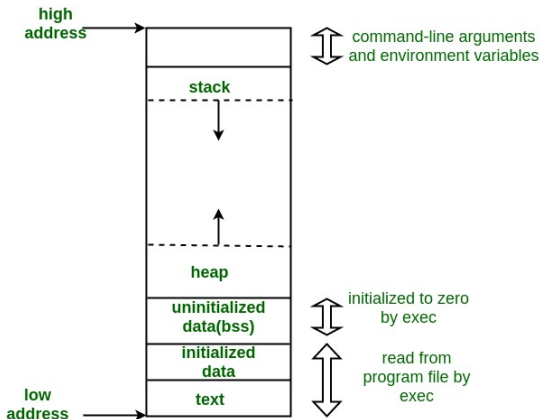 high
address
command-line arguments
and environment variables
stack
heap
uninitialized
data(bss)
initialized to zero
by exec
initialized
data
read from
program file by
exec
text
low
address